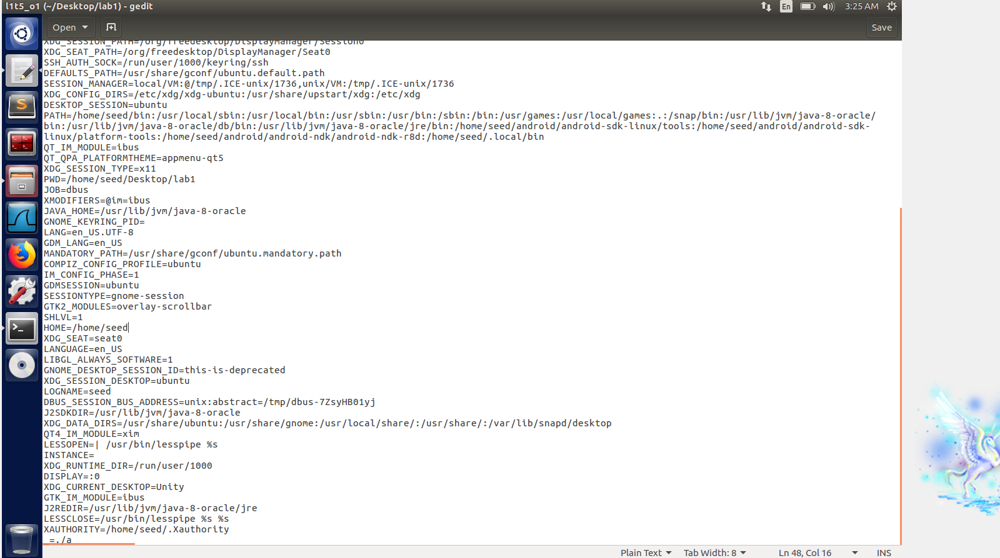 l1t5_o1 (~/Desktop/lab1) - gedit
En
3:25 AM
Open
Save
XDG_SESSION_PATH=/org/freedesktop/DisplayManager/Session0
XDG_SEAT_PATH=/org/freedesktop/DisplayManager/Seat0
SSH_AUTH_SOCK=/run/user/1000/keyring/ssh
DEFAULTS_PATH=/usr/share/gconf/ubuntu.default.path
SESSION_MANAGER=local/VM:@/tmp/.ICE-unix/1736,unix/VM:/tmp/.ICE-unix/1736
XDG_CONFIG_DIRS=/etc/xdg/xdg-ubuntu:/usr/share/upstart/xdg:/etc/xdg
DESKTOP_SESSION=ubuntu
PATH=/home/seed/bin:/usr/local/sbin:/usr/local/bin:/usr/sbin:/usr/bin:/sbin:/bin:/usr/games:/usr/local/games:.:/snap/bin:/usr/lib/jvm/java-8-oracle/
bin:/usr/lib/jvm/java-8-oracle/db/bin:/usr/lib/jvm/java-8-oracle/jre/bin:/home/seed/android/android-sdk-linux/tools:/home/seed/android/android-sdk-
linux/platform-tools:/home/seed/android/android-ndk/android-ndk-r8d:/home/seed/.local/bin
QT_IM_MODULE=ibus
QT_QPA_PLATFORMTHEME=appmenu-qt5
XDG_SESSION_TYPE=x11
PWD=/home/seed/Desktop/lab1
JOB=dbus
XMODIFIERS=@im=ibus
JAVA_HOME=/usr/lib/jvm/java-8-oracle
GNOME_KEYRING_PID=
LANG=en_US.UTF-8
GDM_LANG=en_US
MANDATORY_PATH=/usr/share/gconf/ubuntu.mandatory.path
COMPIZ_CONFIG_PROFILE=ubuntu
IM_CONFIG_PHASE=1
GDMSESSION=ubuntu
SESSIONTYPE=gnome-session
GTK2_MODULES=overlay-scrollbar
SHLVL=1
HOME=/home/seed
XDG_SEAT=seat0
LANGUAGE=en_US
LIBGL_ALWAYS_SOFTWARE=1
GNOME_DESKTOP_SESSION_ID=this-is-deprecated
XDG_SESSION_DESKTOP=ubuntu
LOGNAME=seed
DBUS_SESSION_BUS_ADDRESS=unix:abstract=/tmp/dbus-7ZsyHB01yj
J2SDKDIR=/usr/lib/jvm/java-8-oracle
XDG_DATA_DIRS=/usr/share/ubuntu:/usr/share/gnome:/usr/local/share/:/usr/share/:/var/lib/snapd/desktop
QT4_IM_MODULE=xim
LESSOPEN=| /usr/bin/lesspipe %s
INSTANCE=
XDG_RUNTIME_DIR=/run/user/1000
DISPLAY=:0
XDG_CURRENT_DESKTOP=Unity
GTK_IM_MODULE=ibus
J2REDIR=/usr/lib/jvm/java-8-oracle/jre
LESSCLOSE=/usr/bin/lesspipe %s %s
XAUTHORITY=/home/seed/.Xauthority
_=./a
Plain Text
Tab Width: 8
Ln 48, Col 16
INS